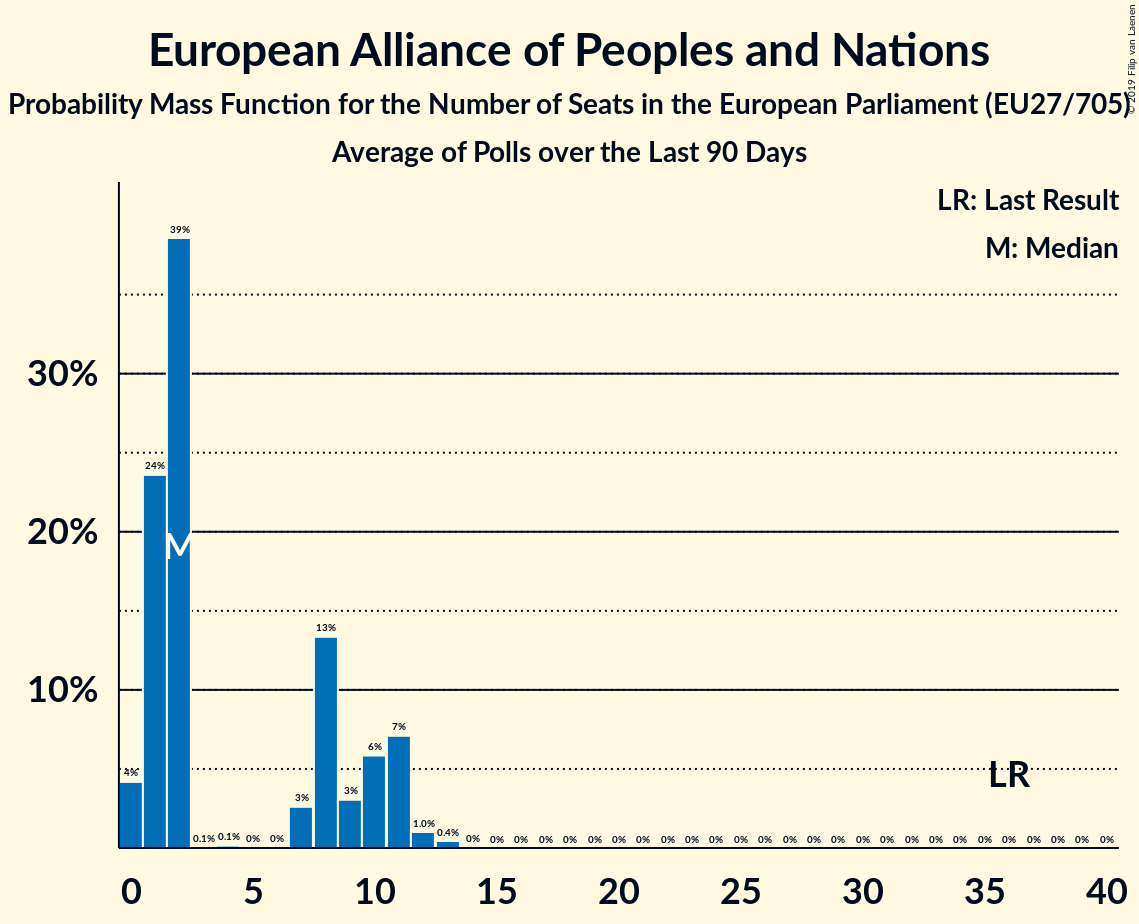 European Alliance of Peoples and Nations
Probability Mass Function for the Number of Seats in the European Parliament (EU27/705)
Average of Polls over the Last 90 Days
© 2019 Filip van Laenen
LR: Last Result
M: Median
30%
20%
10%
4% 24% 39% 0.1% 0.1% 0% 0% 3% 13% 3% 6% 7% 1.0% 0.4% 0% 0% 0% 0% 0% 0% 0% 0% 0% 0% 0% 0% 0% 0% 0% 0% 0% 0% 0% 0% 0% 0% 0% 0% 0% 0% 0%
M
LR
0 5 10 15 20 25 30 35 40